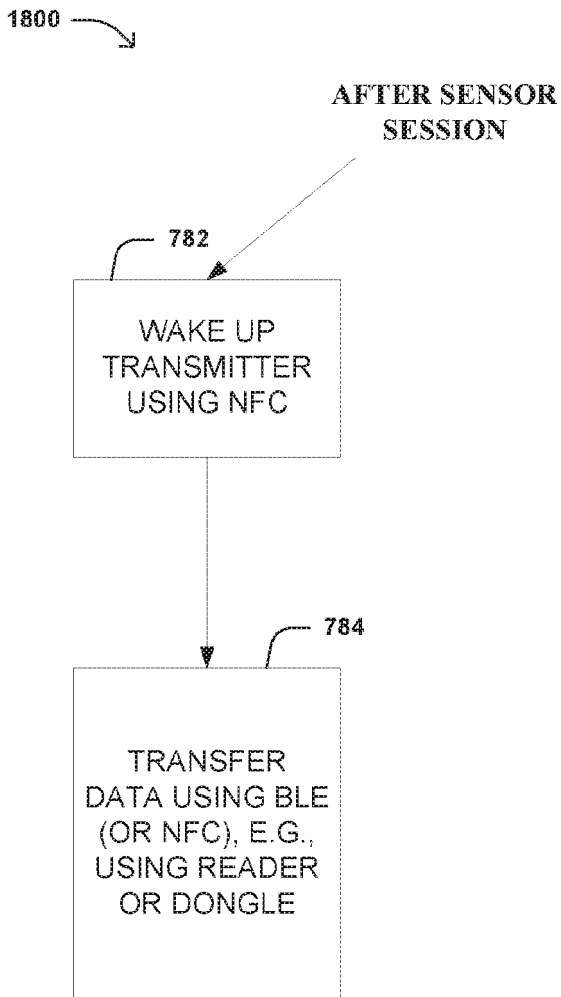 1800
AFTER SENSOR
SESSION
782
WAKE UP
TRANSMITTER
USING NFC
784
TRANSFER
DATA USING BLE
(OR NFC), E.G.,
USING READER
OR DONGLE